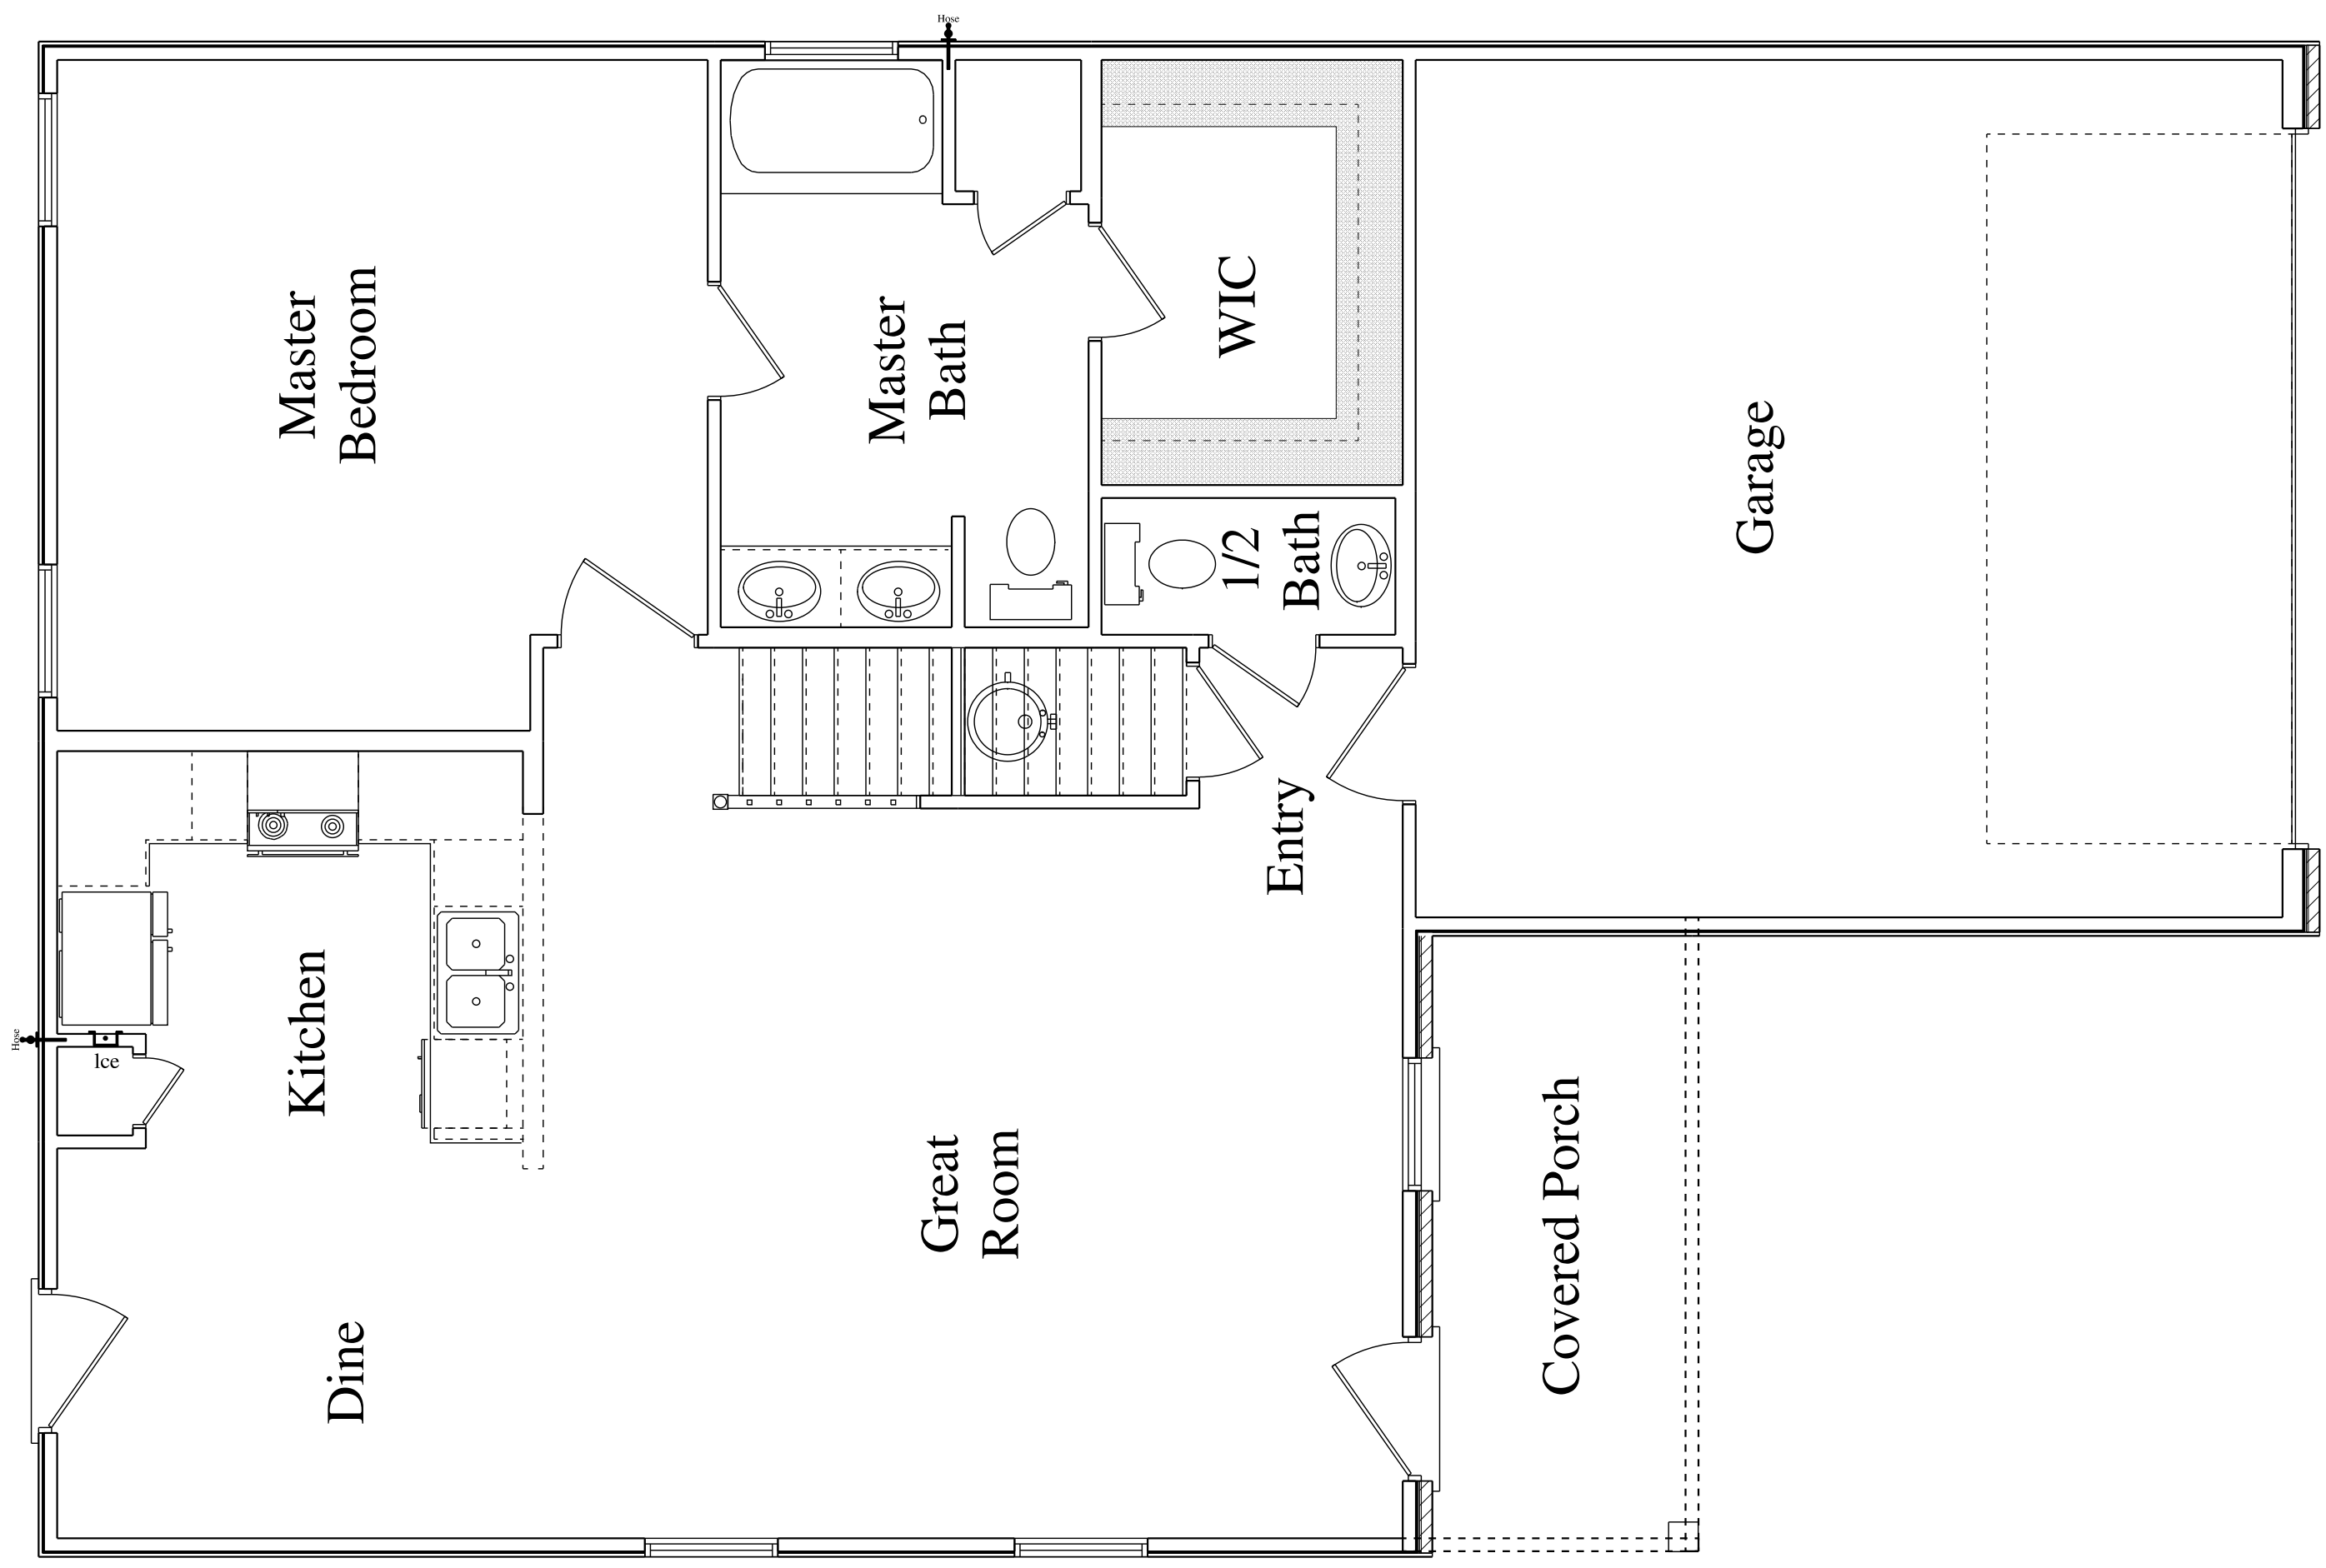 Hose
Master
Bedroom
Master
Bath
WIC
Garage
1/2
Bath
Entry
Kitchen
Hose
Ice
Great
Room
Covered Porch
Dine